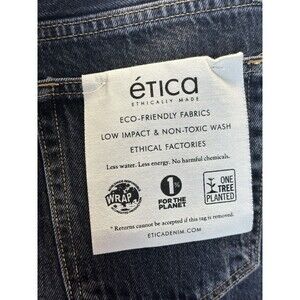 ética
ETHICALLY MADE
ECO-FRIENDLY FABRICS
LOW IMPACT & NON-TOXIC WASH
ETHICAL FACTORIES
Less water. Less energy. No harmful chemicals.
WRAP
1%
FOR THE
PLANET
ONE
TREE
PLANTED
* Returns cannot be accepted if this tag is removed.
ETICADENIM.COM